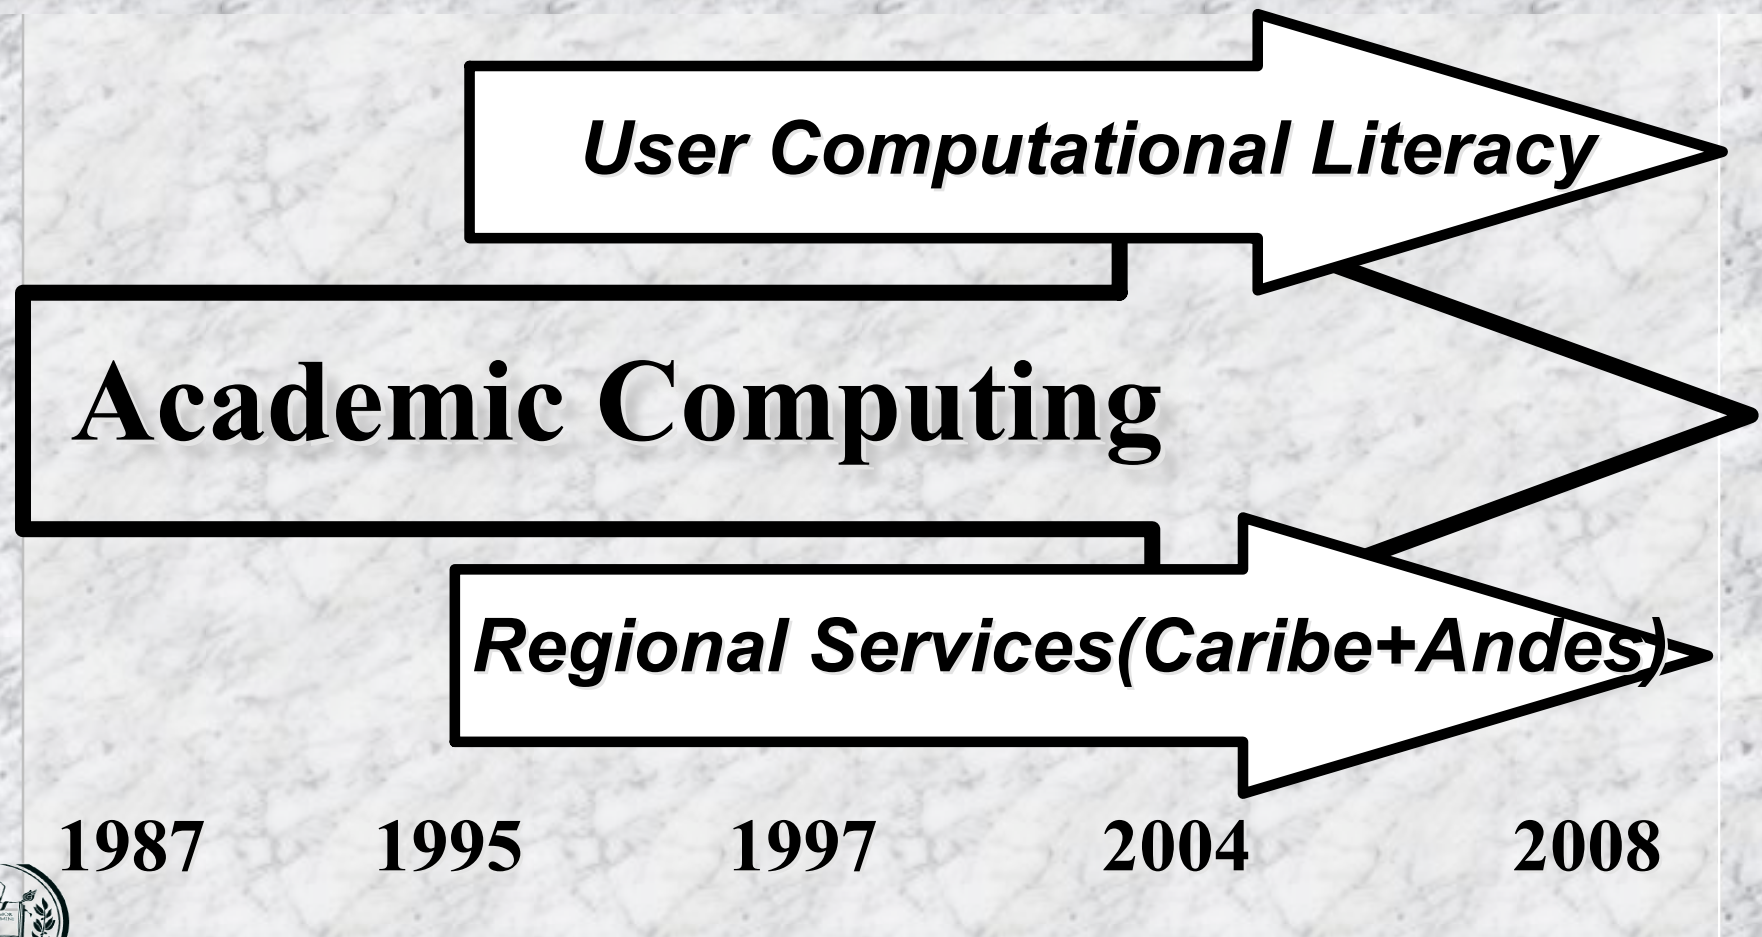 User Computational Literacy
Academic Computing
Regional Services(Caribe+Andes)
1987 1995 1997 2004 2008